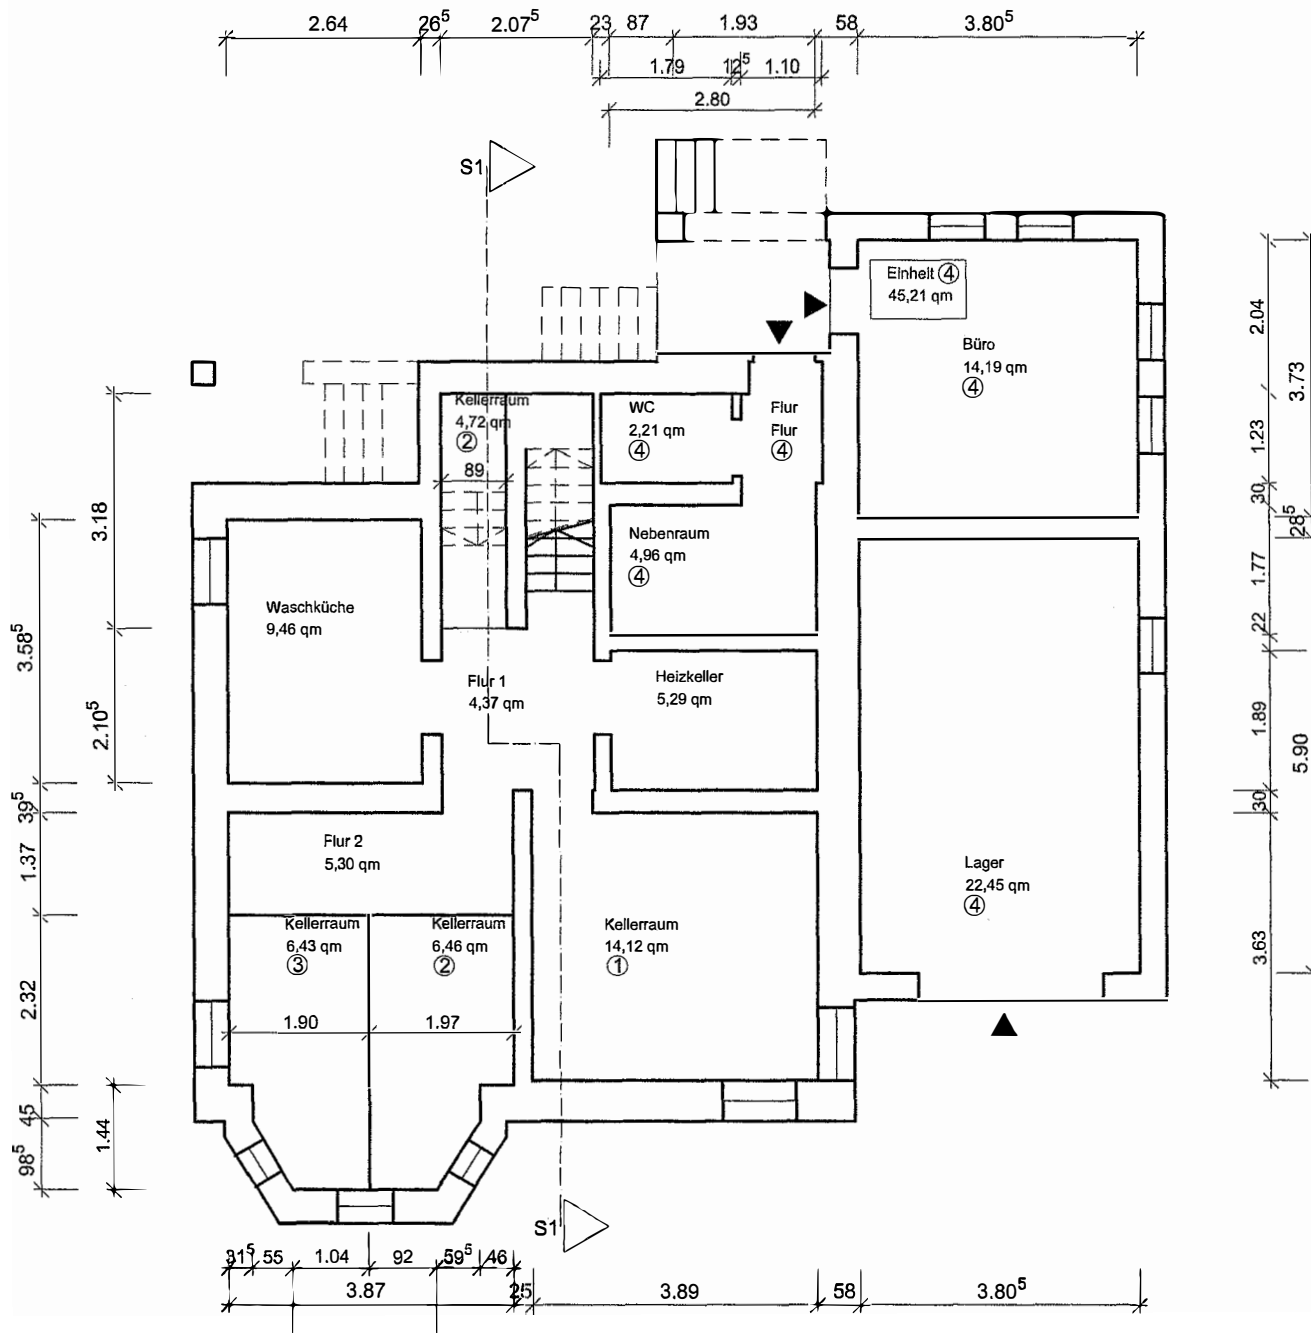 2.64 26⁵ 2.07⁵ 23 87 1.93 58 3.80⁵
1.79 12⁵ 1.10
2.80
S1
Einheit ④
45,21 qm
Büro
14,19 qm
④
2.04
3.73
1.23
30
28⁵
1.77
22
1.89
5.90
30
3.63
Kellerraum
4,72 qm
②
89
WC
2,21 qm
④
Flur
Flur
④
Nebenraum
4,96 qm
④
3.18
3.58⁵
2.10⁵
39⁵
1.37
2.32
45
1.44
98⁵
Waschküche
9,46 qm
Flur 1
4,37 qm
Heizkeller
5,29 qm
Flur 2
5,30 qm
Lager
22,45 qm
④
Kellerraum
6,43 qm
③
Kellerraum
6,46 qm
②
Kellerraum
14,12 qm
①
1.90 1.97
S1
31⁵ 55 1.04 92 59⁵ 46
3.87 25 3.89 58 3.80⁵